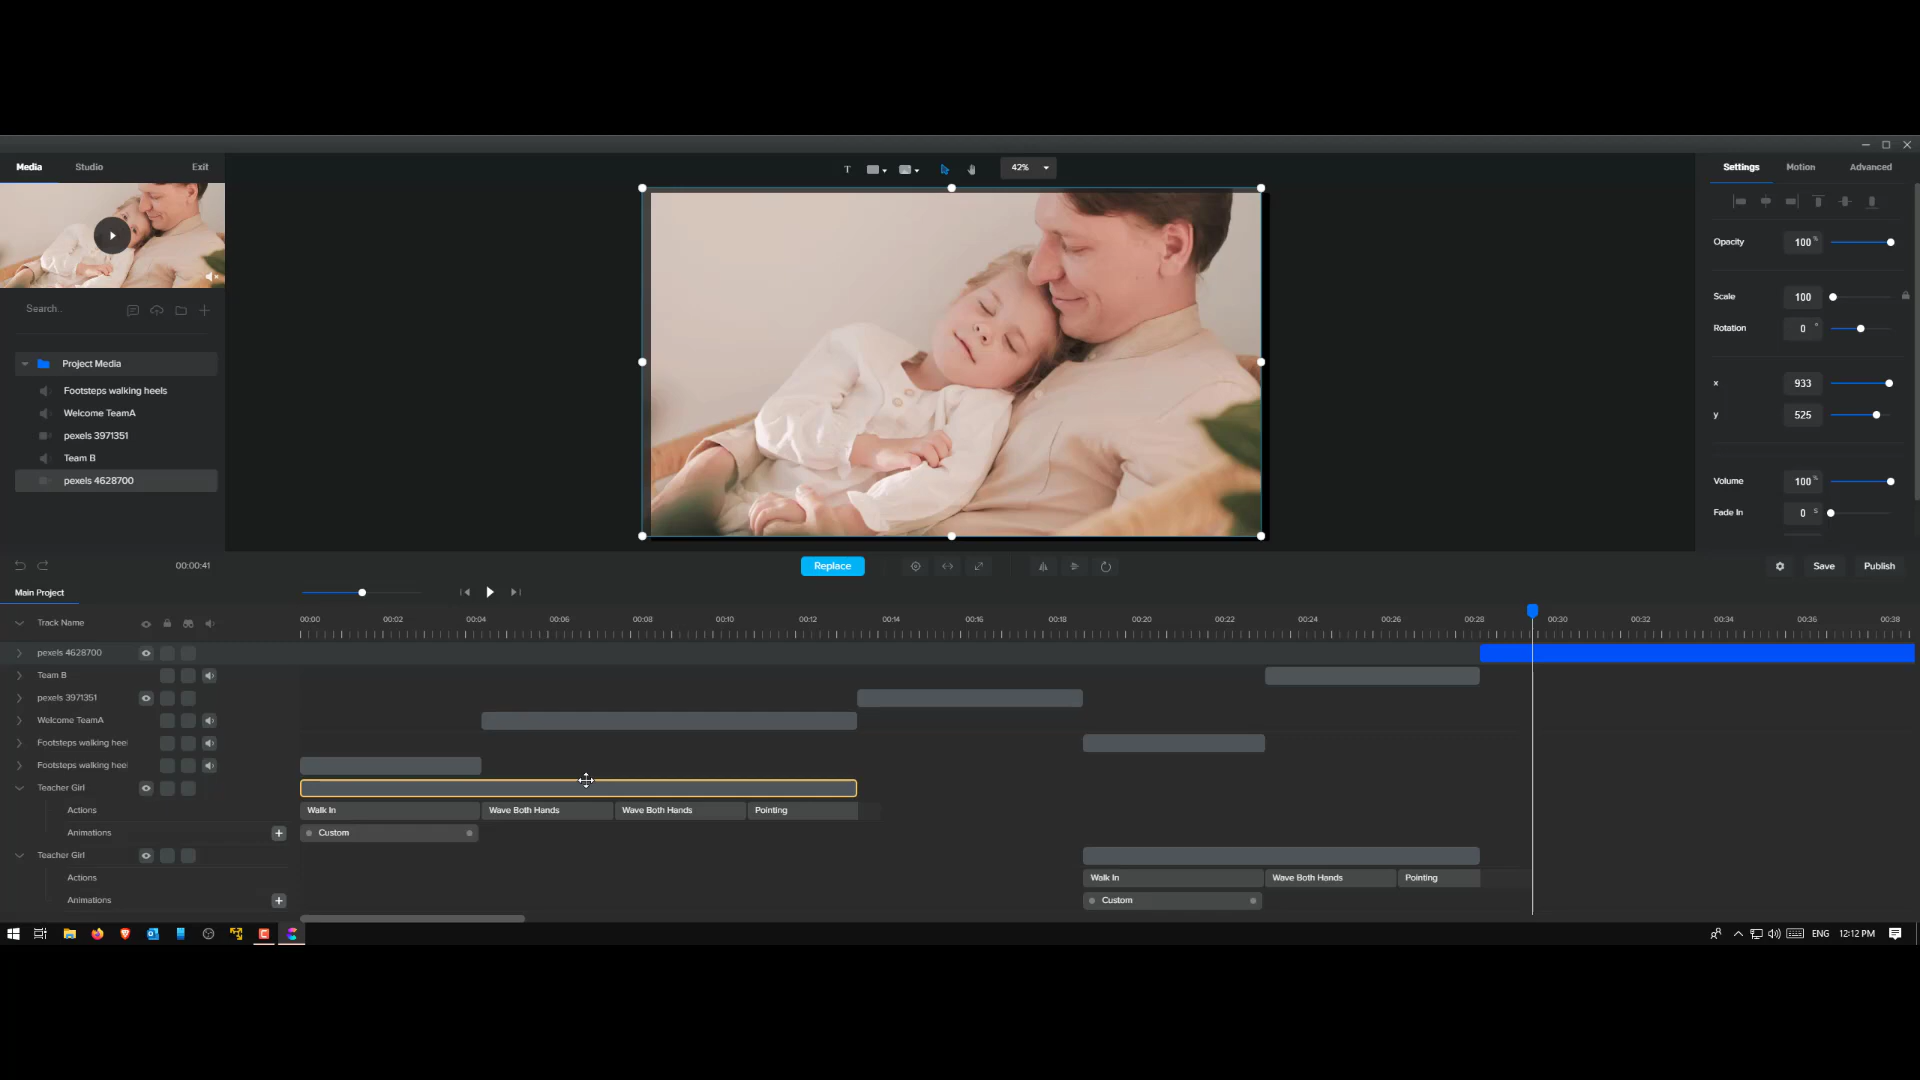 Media Studio Exit
T 42%
Settings Motion Advanced
Opacity 100 %
Search..
Scale 100
Rotation 0 °
Project Media
x 933
Footsteps walking heels
Welcome TeamA
y 525
pexels 3971351
Team B
pexels 4628700
Volume 100 %
Fade In 0 s
00:00:41
Replace
Save Publish
Main Project
Track Name
00:00 00:02 00:04 00:06 00:08 00:10 00:12 00:14 00:16 00:18 00:20 00:22 00:24 00:26 00:28 00:30 00:32 00:34 00:36 00:38
pexels 4628700
Team B
pexels 3971351
Welcome TeamA
Footsteps walking heel
Footsteps walking heel
Teacher Girl
Actions Walk In Wave Both Hands Wave Both Hands Pointing
Animations + Custom
Teacher Girl
Actions Walk In Wave Both Hands Pointing
Animations + Custom
ENG 12:12 PM